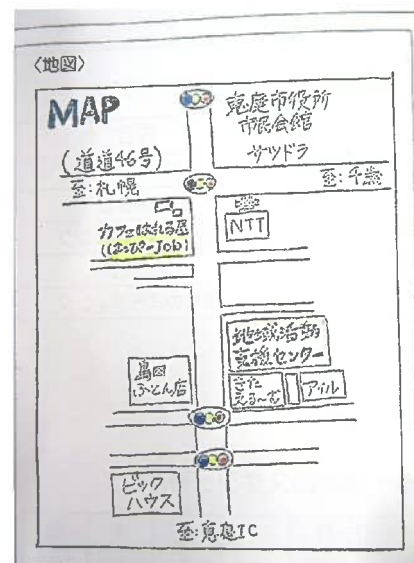 〈地図〉
MAP
恵庭市役所
市民会館
サツドラ
(道道46号)
至:札幌
至:千歳
カフェはれる屋
(はっぴーJob)
NTT
地域活動
支援センター
島田
ふとん店
きた
える〜む
アイル
ビック
ハウス
至:恵庭IC